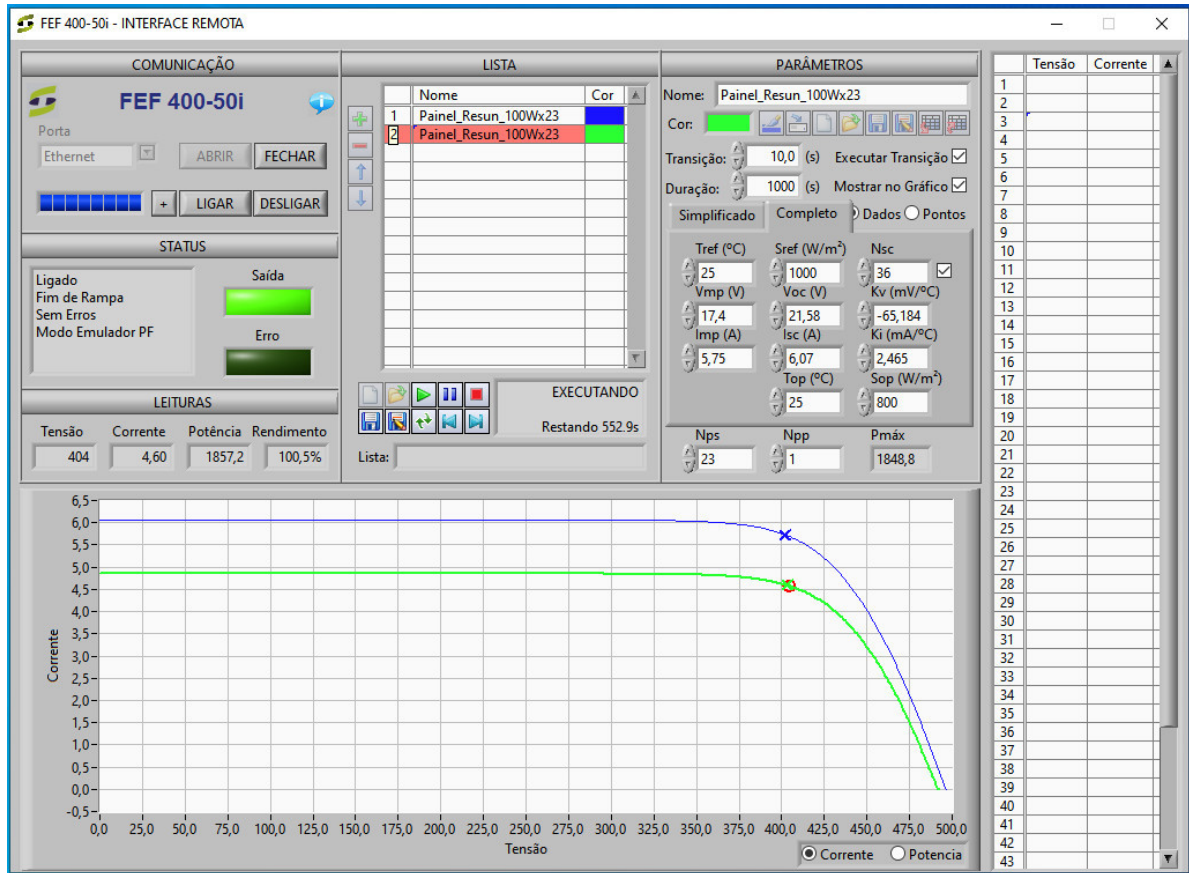 FEF 400-50i - INTERFACE REMOTA
COMUNICAÇÃO
FEF 400-50i
Porta
Ethernet
ABRIR
FECHAR
+
LIGAR
DESLIGAR
STATUS
Ligado
Fim de Rampa
Sem Erros
Modo Emulador PF
Saída
Erro
LEITURAS
Tensão Corrente Potência Rendimento
404 4,60 1857,2 100,5%
LISTA
Nome Cor
1 Painel_Resun_100Wx23
2 Painel_Resun_100Wx23
EXECUTANDO
Restando 552.9s
Lista:
PARÂMETROS
Nome: Painel_Resun_100Wx23
Cor:
Transição: 10,0 (s) Executar Transição
Duração: 1000 (s) Mostrar no Gráfico
Simplificado Completo Dados Pontos
Tref (ºC) Sref (W/m²) Nsc
25 1000 36
Vmp (V) Voc (V) Kv (mV/ºC)
17,4 21,58 -65,184
Imp (A) Isc (A) Ki (mA/ºC)
5,75 6,07 2,465
Top (ºC) Sop (W/m²)
25 800
Nps Npp Pmáx
23 1 1848,8
Tensão Corrente
1
2
3
4
5
6
7
8
9
10
11
12
13
14
15
16
17
18
19
20
21
22
23
24
25
26
27
28
29
30
31
32
33
34
35
36
37
38
39
40
41
42
43
Corrente
6,5
6,0
5,5
5,0
4,5
4,0
3,5
3,0
2,5
2,0
1,5
1,0
0,5
0,0
-0,5
0,0 25,0 50,0 75,0 100,0 125,0 150,0 175,0 200,0 225,0 250,0 275,0 300,0 325,0 350,0 375,0 400,0 425,0 450,0 475,0 500,0
Tensão
Corrente Potencia